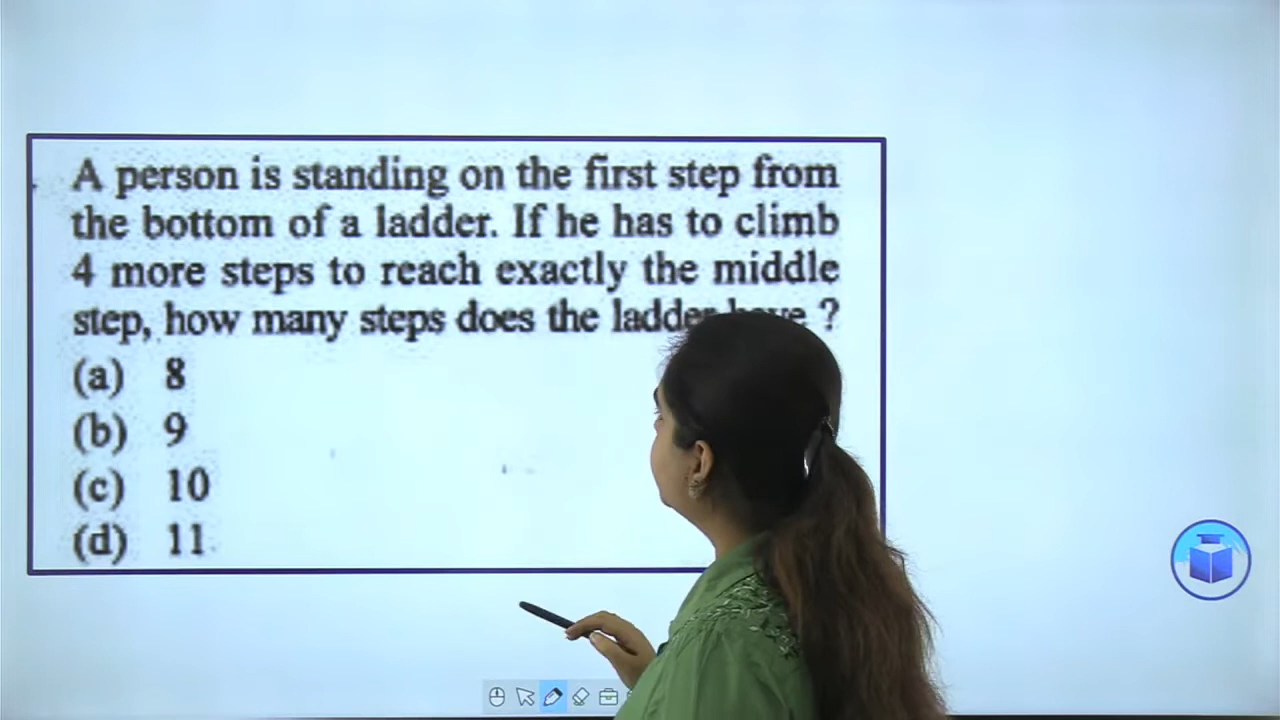 A person is standing on the first step from
the bottom of a ladder. If he has to climb
4 more steps to reach exactly the middle
step, how many steps does the ladder have ?
(a) 8
(b) 9
(c) 10
(d) 11